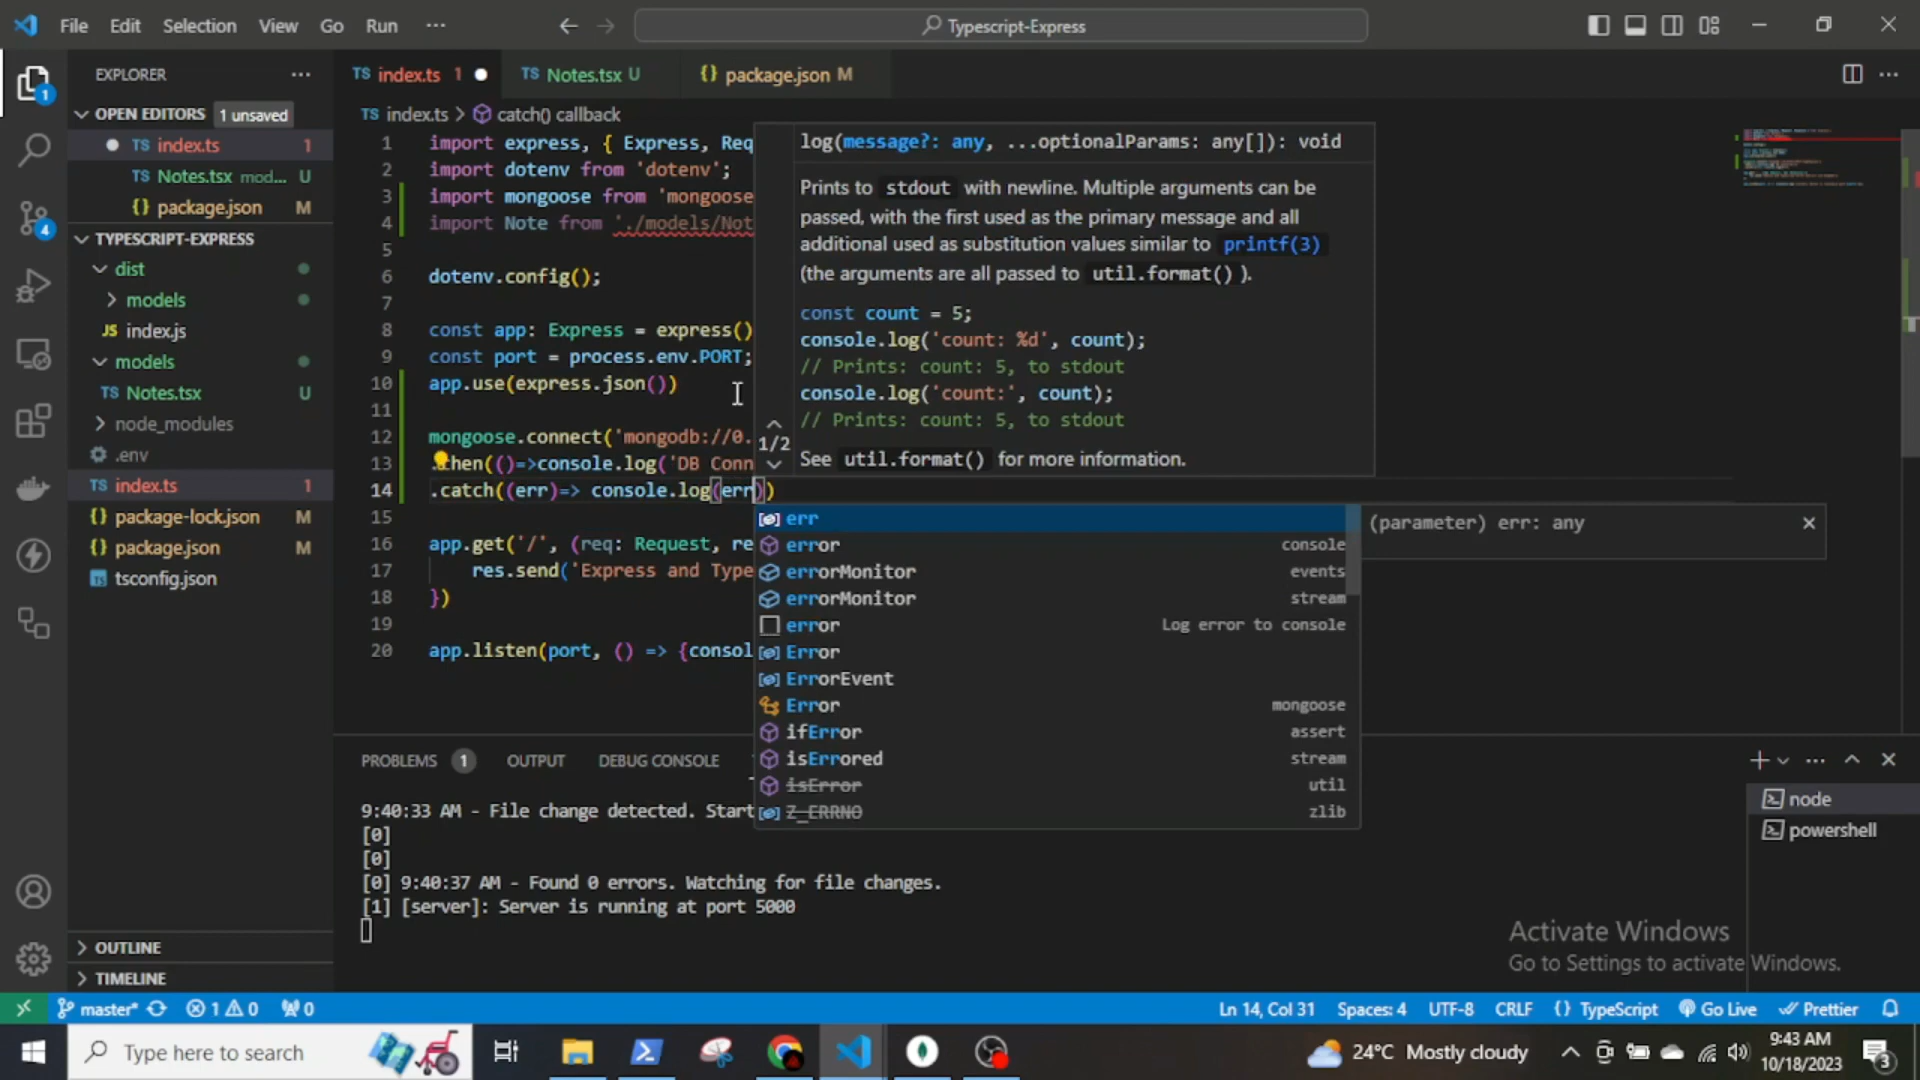 File Edit Selection View Go Run ··· Typescript-Express
EXPLORER
OPEN EDITORS 1 unsaved
TS index.ts 1
TS Notes.tsx mod... U
{} package.json M
TYPESCRIPT-EXPRESS
dist
models
JS index.js
models
TS Notes.tsx U
node_modules
.env
TS index.ts 1
{} package-lock.json M
{} package.json M
TS tsconfig.json
OUTLINE
TIMELINE
TS index.ts 1 TS Notes.tsx U {} package.json M
TS index.ts > catch() callback
1 import express, { Express, Req
2 import dotenv from 'dotenv';
3 import mongoose from 'mongoose
4 import Note from './models/Not
5
6 dotenv.config();
7
8 const app: Express = express()
9 const port = process.env.PORT;
10 app.use(express.json())
11
12 mongoose.connect('mongodb://0.
13 .then(()=>console.log('DB Conn
14 .catch((err)=> console.log(err))
15
16 app.get('/', (req: Request, re
17 res.send('Express and Type
18 })
19
20 app.listen(port, () => {consol
log(message?: any, ...optionalParams: any[]): void
Prints to stdout with newline. Multiple arguments can be
passed, with the first used as the primary message and all
additional used as substitution values similar to printf(3)
(the arguments are all passed to util.format() ).
const count = 5;
console.log('count: %d', count);
// Prints: count: 5, to stdout
console.log('count:', count);
// Prints: count: 5, to stdout
1/2
See util.format() for more information.
err
error console
errorMonitor events
errorMonitor stream
error Log error to console
Error
ErrorEvent
Error mongoose
ifError assert
isErrored stream
isError util
Z_ERRNO zlib
(parameter) err: any
PROBLEMS 1 OUTPUT DEBUG CONSOLE
9:40:33 AM - File change detected. Start
[0]
[0]
[0] 9:40:37 AM - Found 0 errors. Watching for file changes.
[1] [server]: Server is running at port 5000
node
powershell
Activate Windows
Go to Settings to activate Windows.
master* 1 0 0 Ln 14, Col 31 Spaces: 4 UTF-8 CRLF {} TypeScript Go Live Prettier
Type here to search 24°C Mostly cloudy 9:43 AM
10/18/2023 3